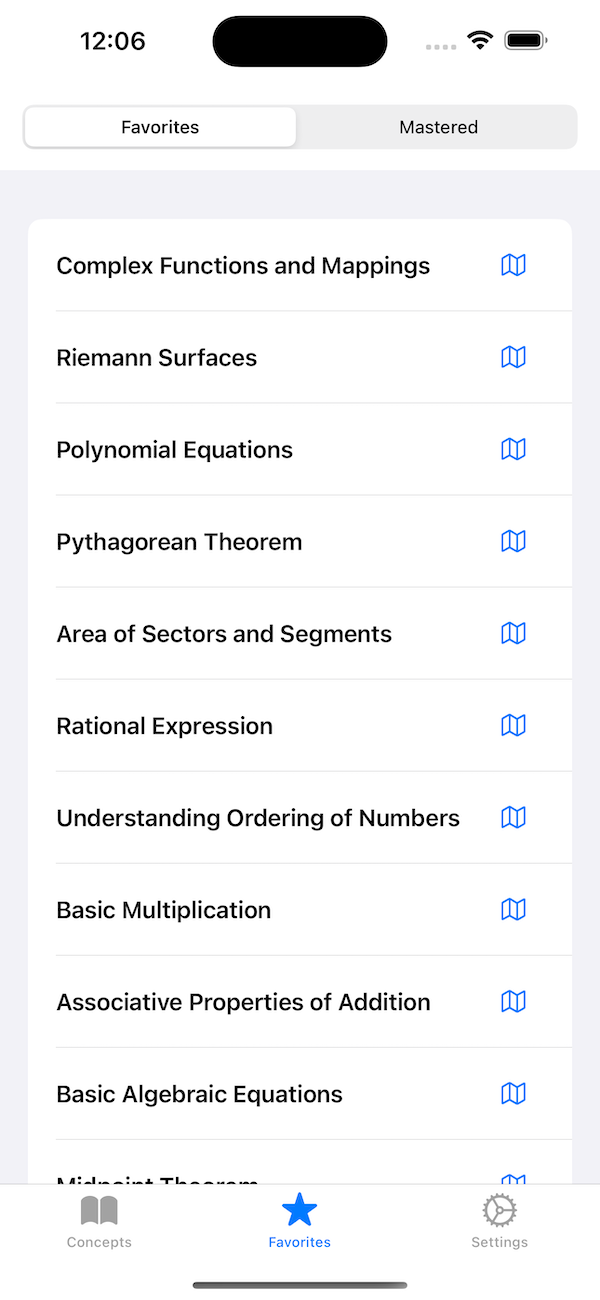 12:06
Favorites Mastered
Complex Functions and Mappings
Riemann Surfaces
Polynomial Equations
Pythagorean Theorem
Area of Sectors and Segments
Rational Expression
Understanding Ordering of Numbers
Basic Multiplication
Associative Properties of Addition
Basic Algebraic Equations
Midpoint Theorem
Concepts Favorites Settings